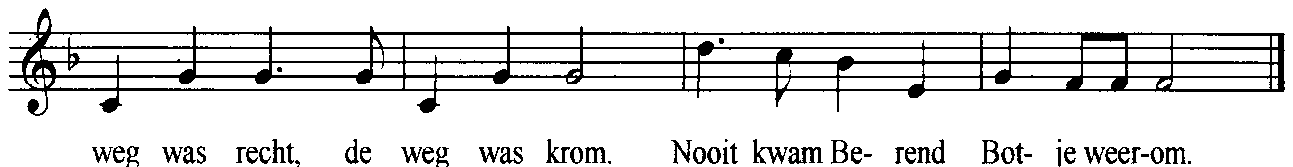 weg was recht, de weg was krom. Nooit kwam Be- rend Bot- je weer-om.